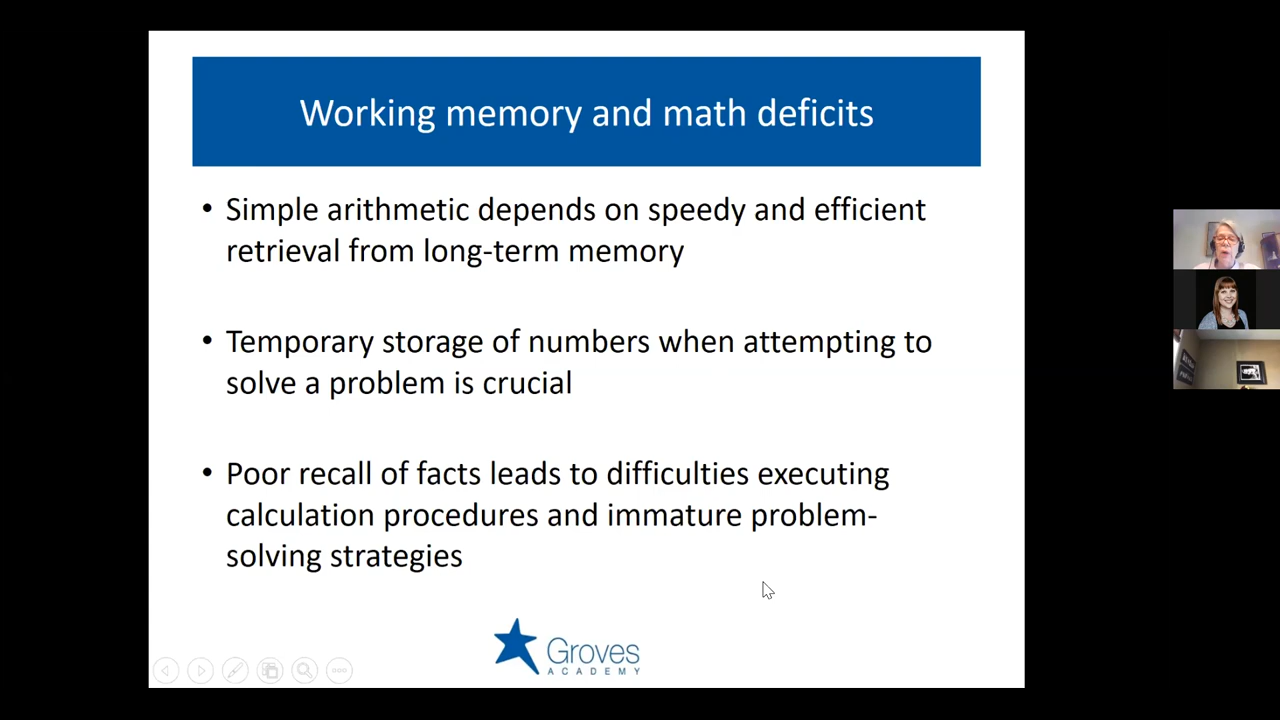 Working memory and math deficits
• Simple arithmetic depends on speedy and efficient
retrieval from long-term memory
• Temporary storage of numbers when attempting to
solve a problem is crucial
• Poor recall of facts leads to difficulties executing
calculation procedures and immature problem-
solving strategies
Groves
ACADEMY